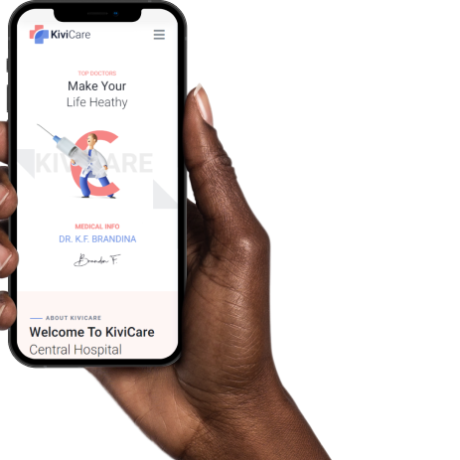 KiviCare
TOP DOCTORS
Make Your
Life Heathy
KIVICARE
MEDICAL INFO
DR. K.F. BRANDINA
Brandin F.
ABOUT KIVICARE
Welcome To KiviCare
Central Hospital